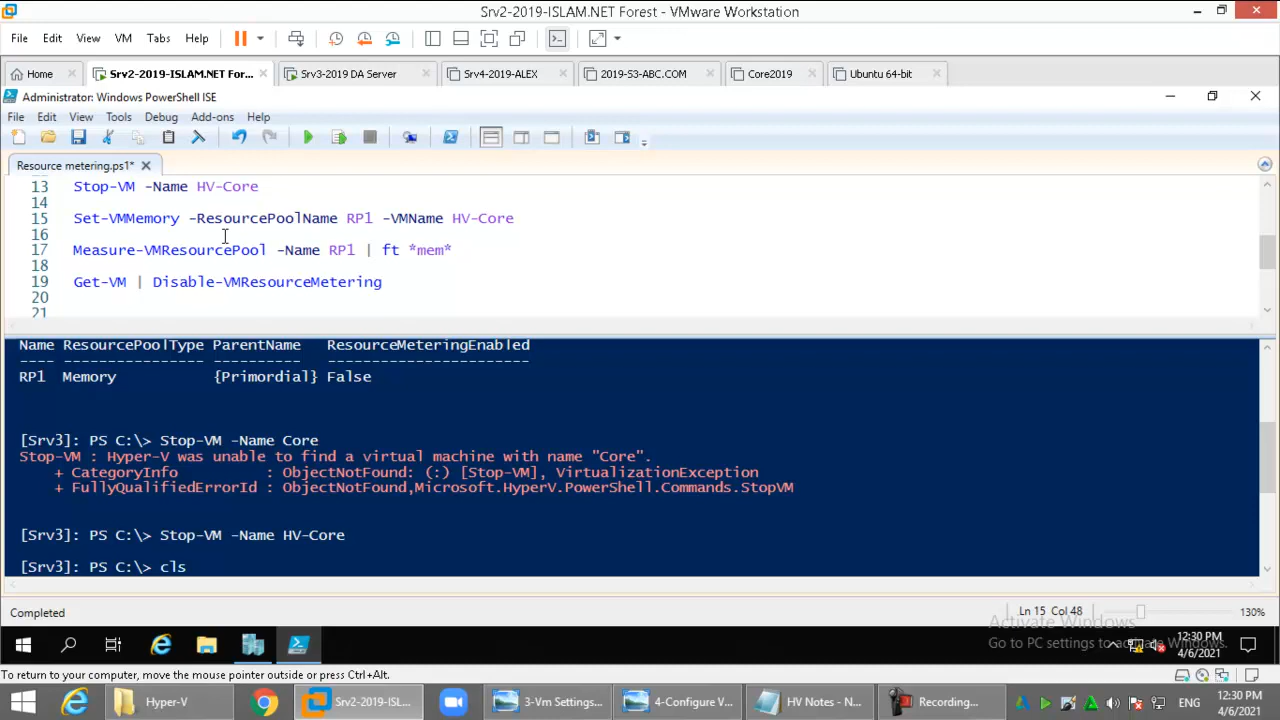 Srv2-2019-ISLAM.NET Forest - VMware Workstation
File Edit View VM Tabs Help
Home Srv2-2019-ISLAM.NET For... Srv3-2019 DA Server Srv4-2019-ALEX 2019-S3-ABC.COM Core2019 Ubuntu 64-bit
Administrator: Windows PowerShell ISE
File Edit View Tools Debug Add-ons Help
Resource metering.ps1*
13 Stop-VM -Name HV-Core
14
15 Set-VMMemory -ResourcePoolName RP1 -VMName HV-Core
16
17 Measure-VMResourcePool -Name RP1 | ft *mem*
18
19 Get-VM | Disable-VMResourceMetering
20
21
Name ResourcePoolType ParentName ResourceMeteringEnabled
---- ---------------- ---------- -----------------------
RP1 Memory {Primordial} False
[Srv3]: PS C:\> Stop-VM -Name Core
Stop-VM : Hyper-V was unable to find a virtual machine with name "Core".
+ CategoryInfo : ObjectNotFound: (:) [Stop-VM], VirtualizationException
+ FullyQualifiedErrorId : ObjectNotFound,Microsoft.HyperV.PowerShell.Commands.StopVM
[Srv3]: PS C:\> Stop-VM -Name HV-Core
[Srv3]: PS C:\> cls
Completed Ln 15 Col 48 130%
Activate Windows
Go to PC settings to activate Windows.
12:30 PM
4/6/2021
To return to your computer, move the mouse pointer outside or press Ctrl+Alt.
Hyper-V Srv2-2019-ISL... 3-Vm Settings... 4-Configure V... HV Notes - N... Recording... ENG
12:30 PM
4/6/2021